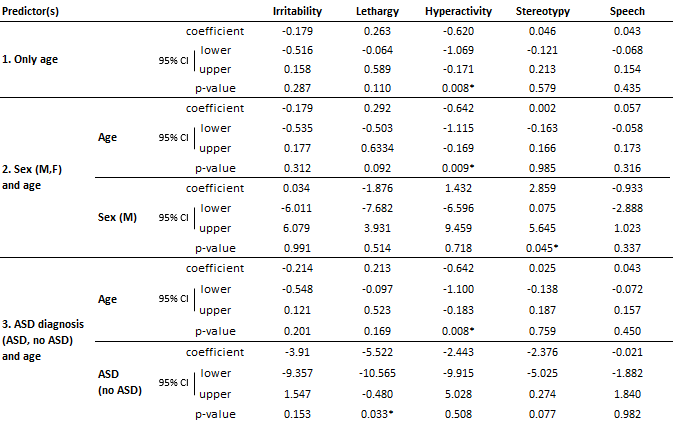 Predictor(s) Irritability Lethargy Hyperactivity Stereotypy Speech
coefficient -0.179 0.263 -0.620 0.046 0.043
lower -0.516 -0.064 -1.069 -0.121 -0.068
1. Only age 95% CI
upper 0.158 0.589 -0.171 0.213 0.154
p-value 0.287 0.110 0.008* 0.579 0.435
coefficient -0.179 0.292 -0.642 0.002 0.057
Age 95% CI lower -0.535 -0.503 -1.115 -0.163 -0.058
upper 0.177 0.6334 -0.169 0.166 0.173
2. Sex (M,F) p-value 0.312 0.092 0.009* 0.985 0.316
and age coefficient 0.034 -1.876 1.432 2.859 -0.933
lower -6.011 -7.682 -6.596 0.075 -2.888
Sex (M) 95% CI
upper 6.079 3.931 9.459 5.645 1.023
p-value 0.991 0.514 0.718 0.045* 0.337
coefficient -0.214 0.213 -0.642 0.025 0.043
lower -0.548 -0.097 -1.100 -0.138 -0.072
Age 95% CI
upper 0.121 0.523 -0.183 0.187 0.157
3. ASD diagnosis
(ASD, no ASD) p-value 0.201 0.169 0.008* 0.759 0.450
and age coefficient -3.91 -5.522 -2.443 -2.376 -0.021
ASD lower -9.357 -10.565 -9.915 -5.025 -1.882
(no ASD) 95% CI upper 1.547 -0.480 5.028 0.274 1.840
p-value 0.153 0.033* 0.508 0.077 0.982